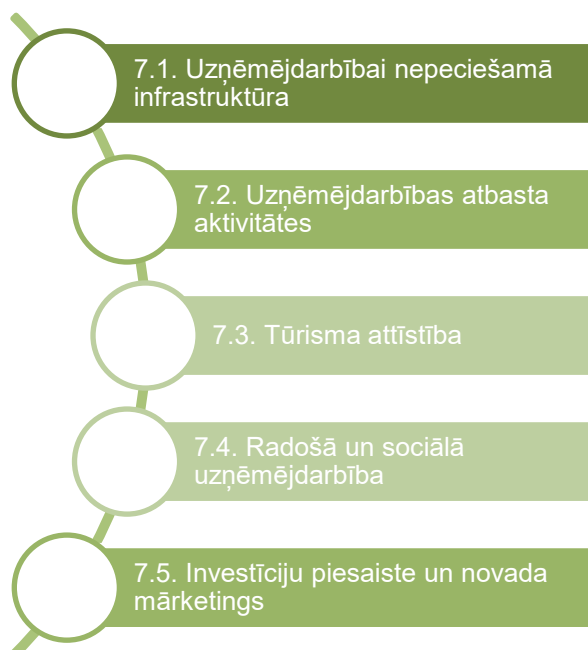 7.1. Uzņēmējdarbībai nepeciešamā
infrastruktūra
7.2. Uzņēmējdarbības atbasta
aktivitātes
7.3. Tūrisma attīstība
7.4. Radošā un sociālā
uzņēmējdarbība
7.5. Investīciju piesaiste un novada
mārketings